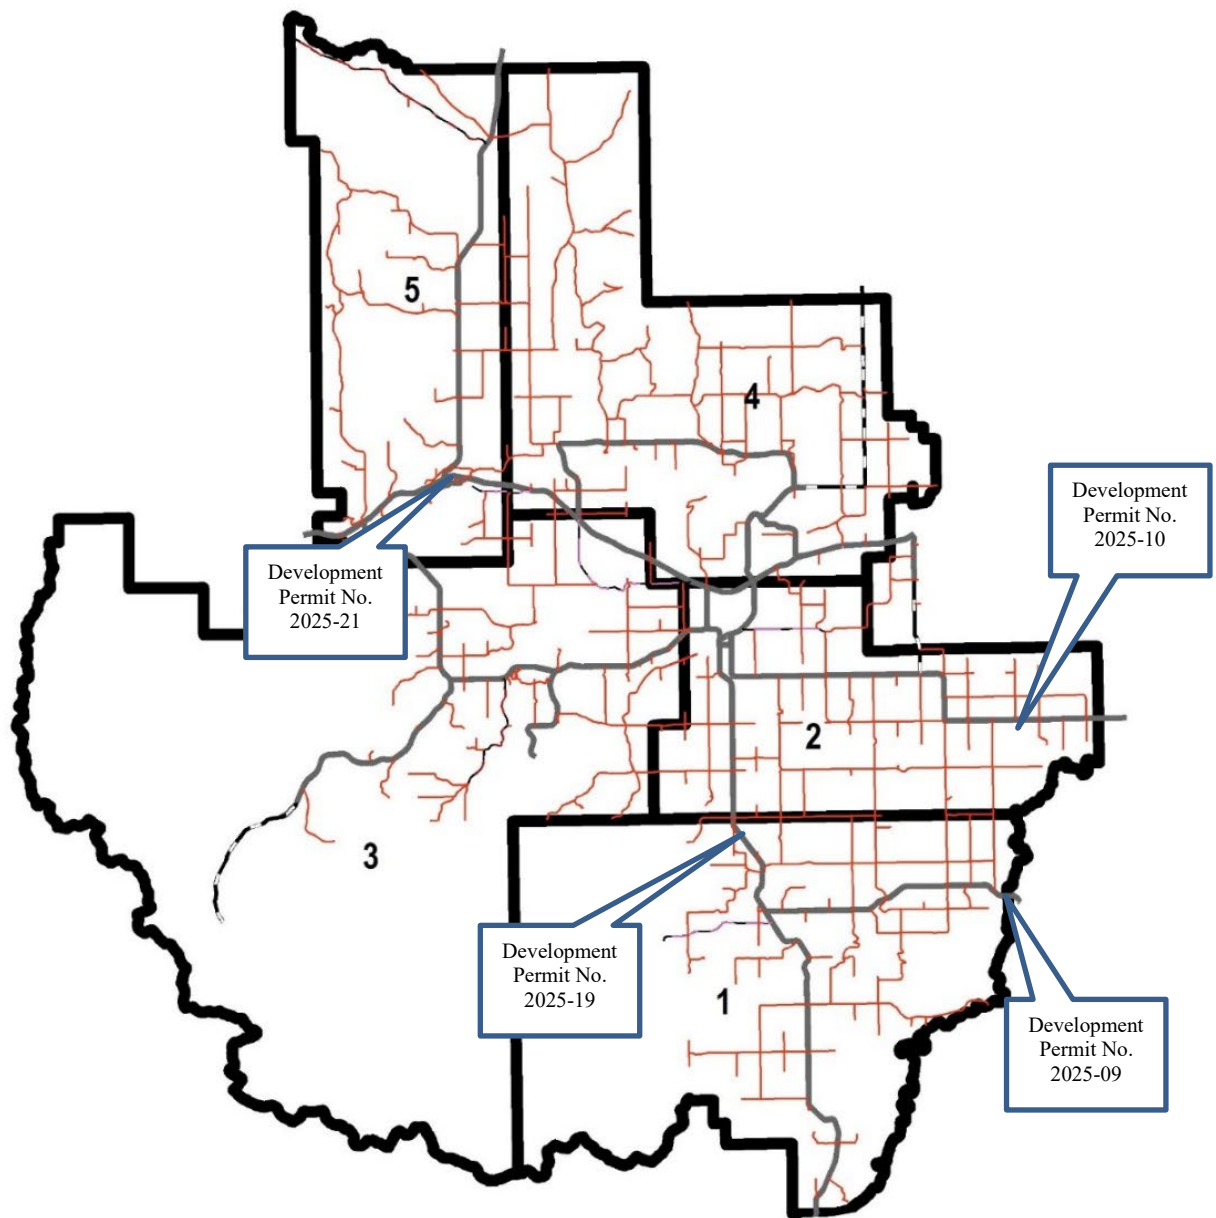 5
4
Development
Permit No.
2025-10
Development
Permit No.
2025-21
2
3
Development
Permit No.
2025-19
1
Development
Permit No.
2025-09